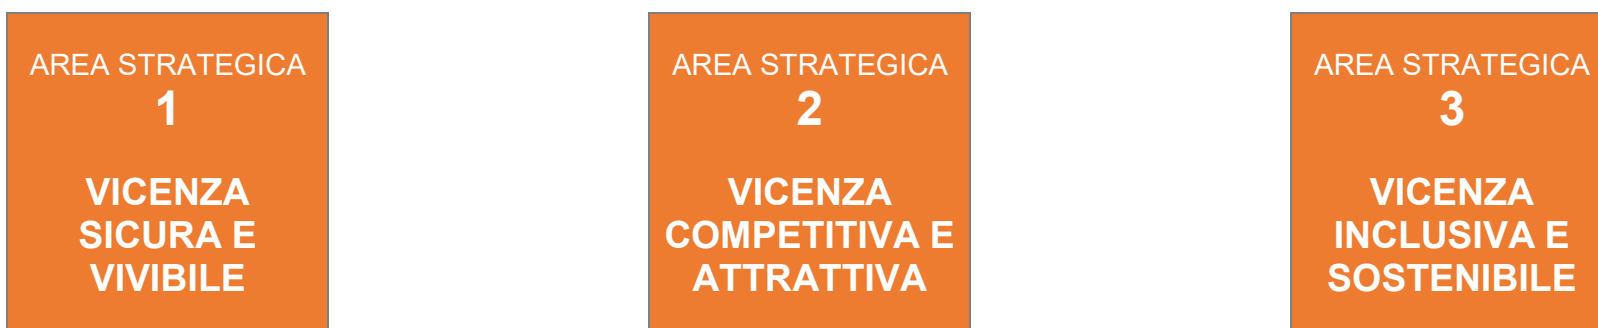 AREA STRATEGICA
1
VICENZA
SICURA E
VIVIBILE
AREA STRATEGICA
2
VICENZA
COMPETITIVA E
ATTRATTIVA
AREA STRATEGICA
3
VICENZA
INCLUSIVA E
SOSTENIBILE